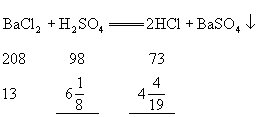 BaCl₂ + H₂SO₄ ═══ 2HCl + BaSO₄ ↓
208 98 73
13 6 1/8 4 4/19